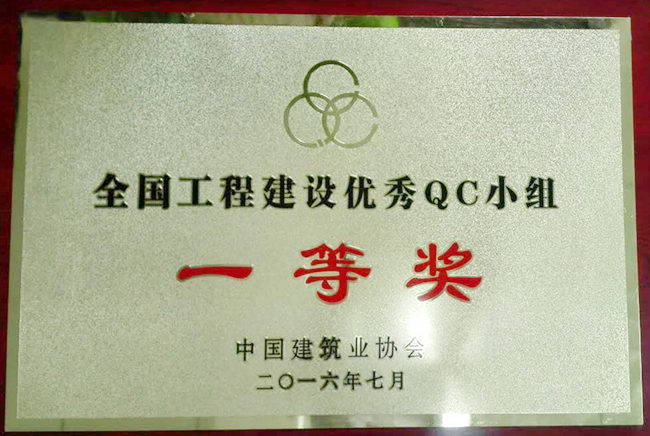 全国工程建设优秀QC小组
一等奖
中国建筑业协会
二〇一六年七月